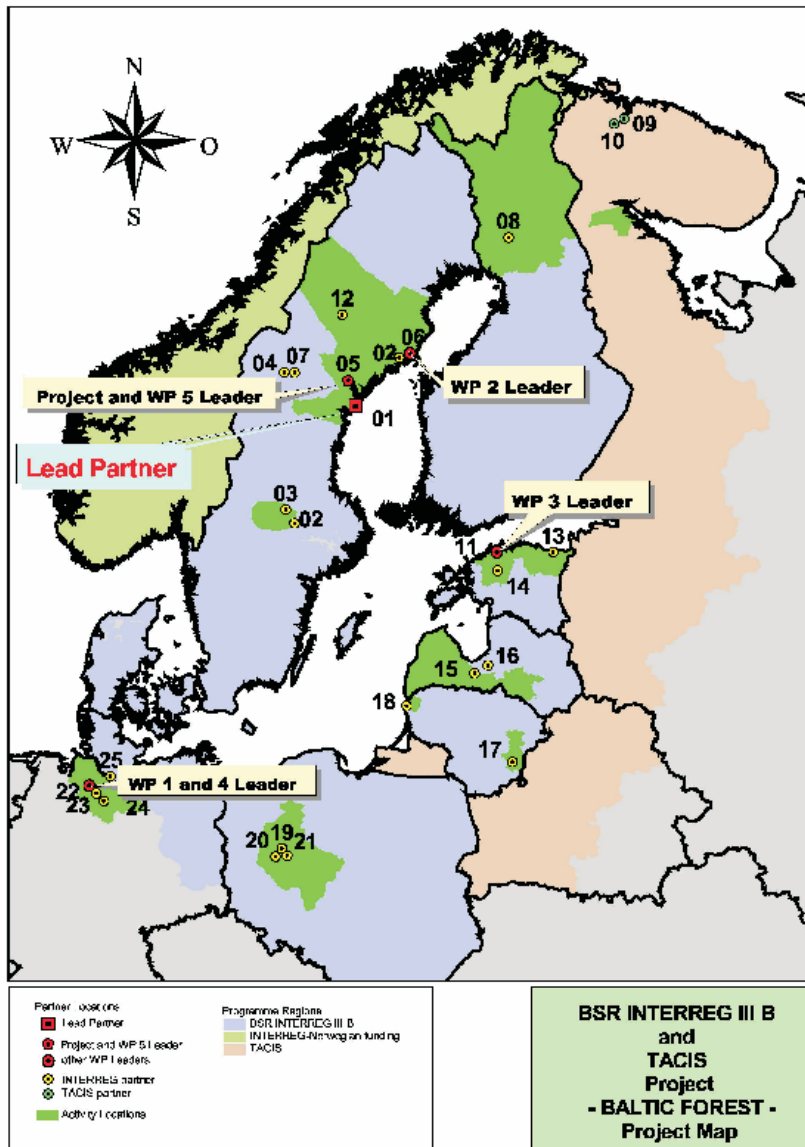 N
W
O
S
10
09
08
12
06
04
07
02
05
Project and WP 5 Leader
WP 2 Leader
01
Lead Partner
03
02
WP 3 Leader
11
13
14
15
16
18
17
25
22
WP 1 and 4 Leader
23
24
19
20
21
Partner Locations
Lead Partner
Project and WP 5 Leader
other WP Leaders
INTERREG partner
TACIS partner
Activity Locations
Programme Regions
BSR INTERREG III B
INTERREG-Norwegian funding
TACIS
BSR INTERREG III B
and
TACIS
Project
- BALTIC FOREST -
Project Map